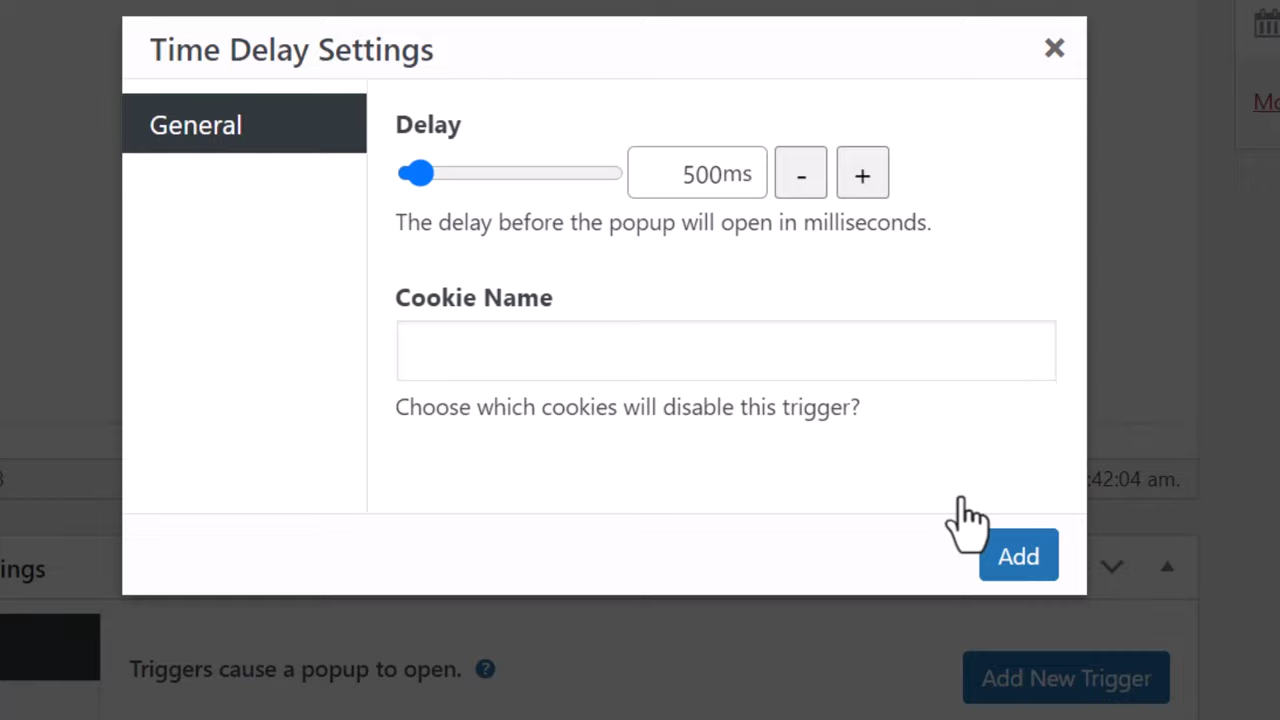 Time Delay Settings
General
Delay
500ms
-
+
The delay before the popup will open in milliseconds.
Cookie Name
Choose which cookies will disable this trigger?
:42:04 am.
Add
ings
Triggers cause a popup to open.
?
Add New Trigger